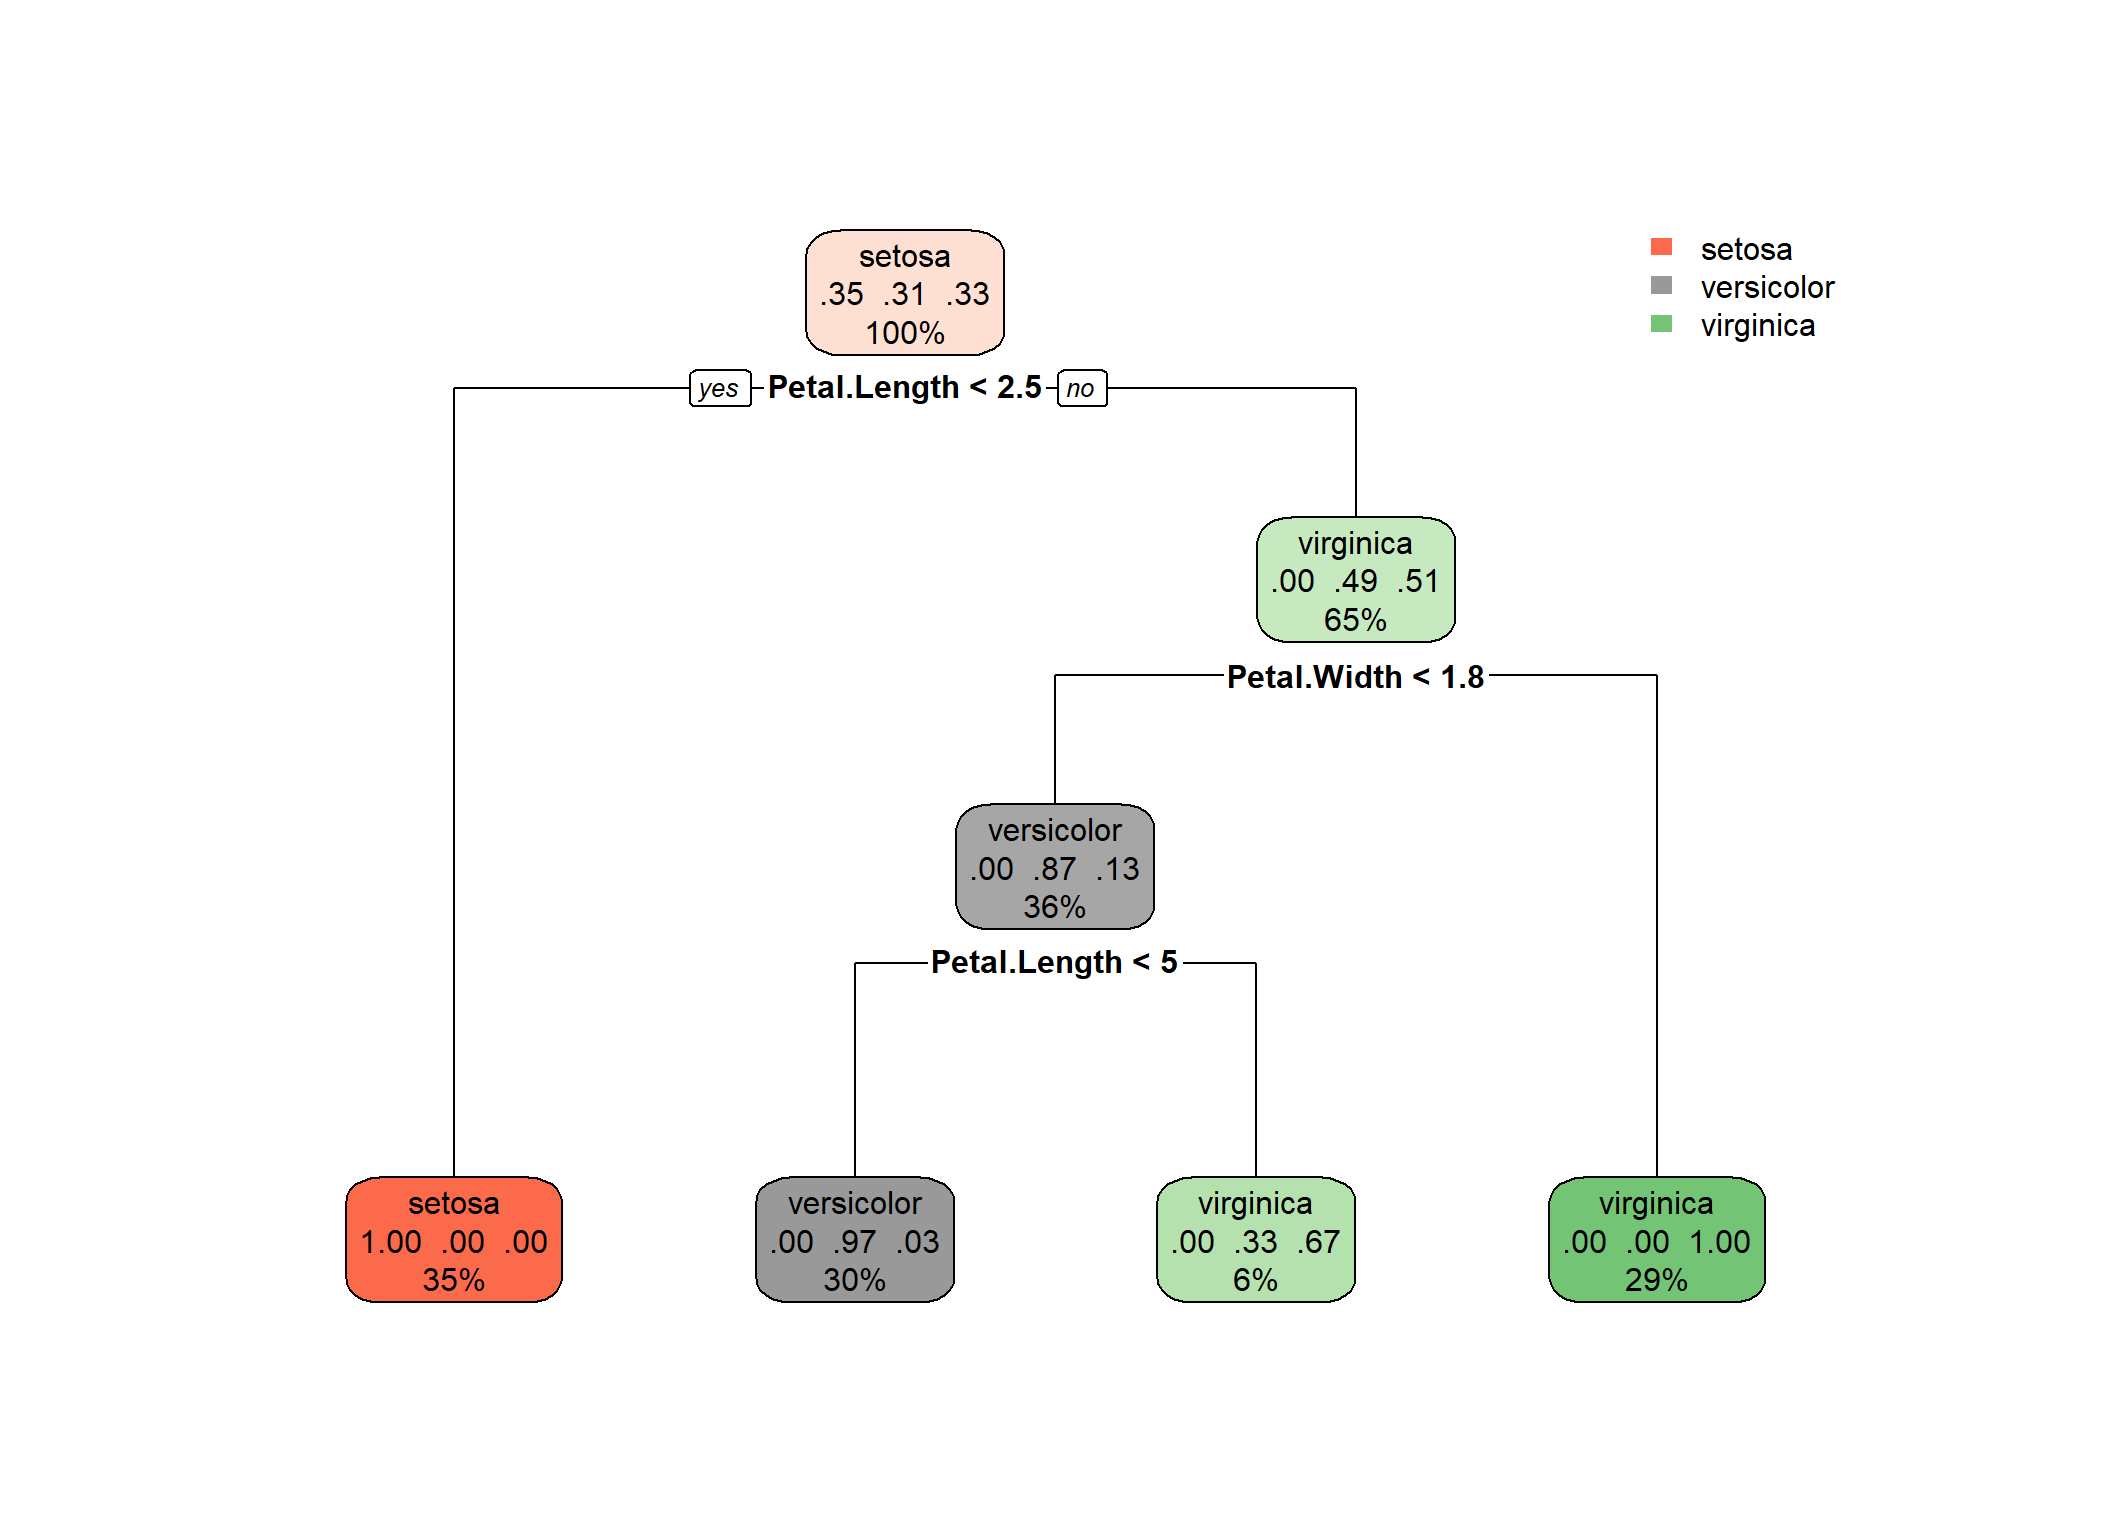 setosa
.35 .31 .33
100%
setosa
versicolor
virginica
yes Petal.Length < 2.5 no
virginica
.00 .49 .51
65%
Petal.Width < 1.8
versicolor
.00 .87 .13
36%
Petal.Length < 5
setosa
1.00 .00 .00
35%
versicolor
.00 .97 .03
30%
virginica
.00 .33 .67
6%
virginica
.00 .00 1.00
29%